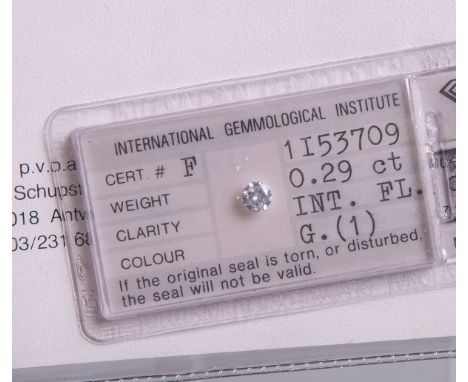 INTERNATIONAL GEMMOLOGICAL INSTITUTE
CERT. # F 1I53709
WEIGHT 0.29 ct
CLARITY INT. FL.
COLOUR G.(1)
If the original seal is torn, or disturbed,
the seal will not be valid.
p.v.b.a
Schupst
018 Antw
03/231 68